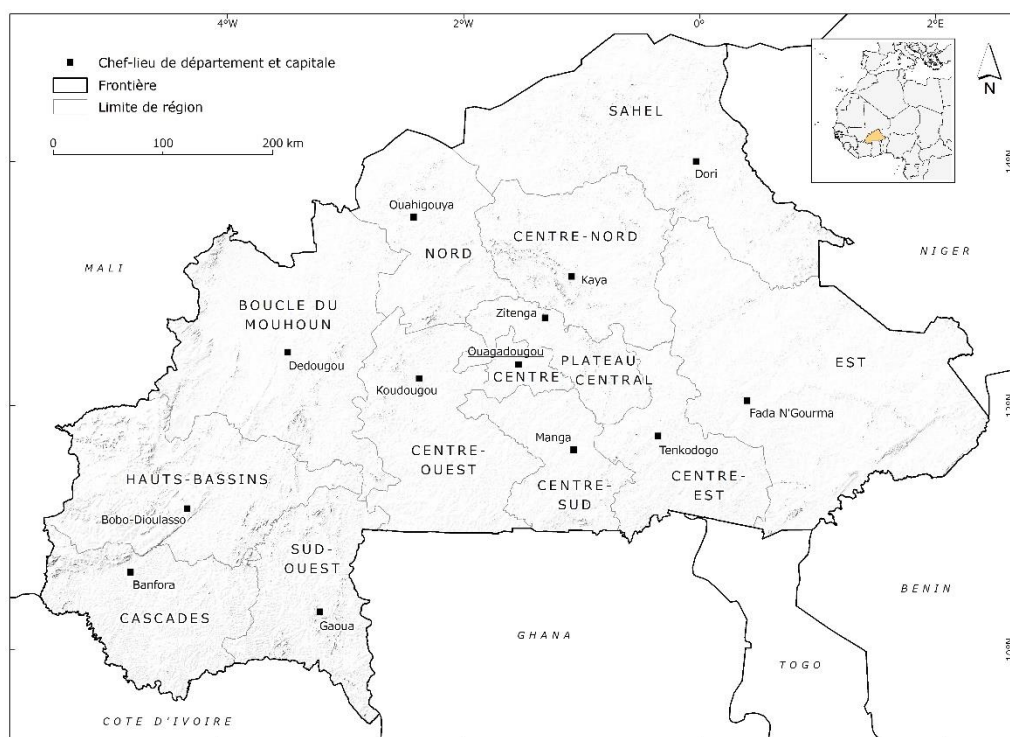 4°W
2°W
0°
2°E
Chef-lieu de département et capitale
Frontière
Limite de région
0
100
200 km
N
SAHEL
14°N
Dori
Ouahigouya
CENTRE-NORD
NORD
MALI
NIGER
Kaya
BOUCLE DU
MOUHOUN
Zitenga
Dedougou
Ouagadougou
PLATEAU
CENTRAL
EST
CENTRE
Koudougou
Fada N'Gourma
12°N
Manga
Tenkodogo
CENTRE-
OUEST
HAUTS-BASSINS
CENTRE-
SUD
CENTRE-
EST
Bobo-Dioulasso
SUD-
OUEST
Banfora
CASCADES
Gaoua
BENIN
GHANA
10°N
TOGO
COTE D'IVOIRE